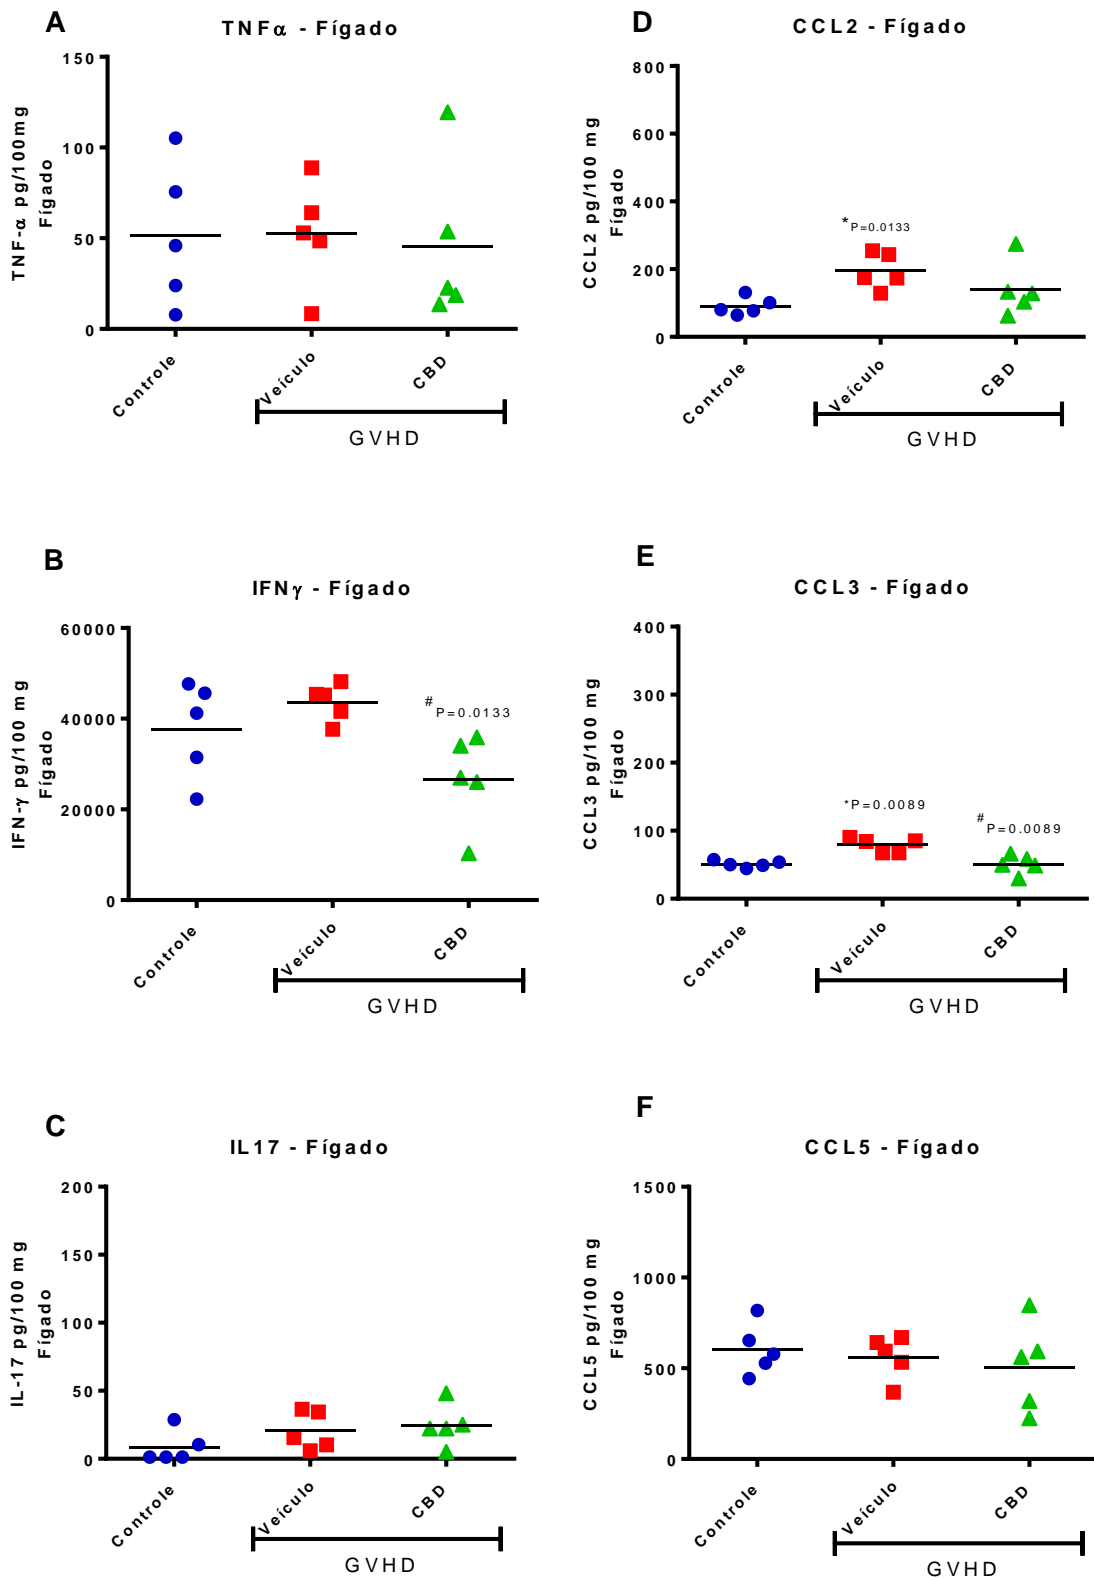 A
TNFα - Fígado
TNF-α pg/100mg
Fígado
150
100
50
0
Controle
Veículo
CBD
GVHD
D
CCL2 - Fígado
CCL2 pg/100 mg
Fígado
800
600
400
200
0
*P=0.0133
Controle
Veículo
CBD
GVHD
B
IFNγ - Fígado
IFN-γ pg/100 mg
Fígado
60000
40000
20000
0
#P=0.0133
Controle
Veículo
CBD
GVHD
E
CCL3 - Fígado
CCL3 pg/100 mg
Fígado
400
300
200
100
0
*P=0.0089
#P=0.0089
Controle
Veículo
CBD
GVHD
C
IL17 - Fígado
IL-17 pg/100 mg
Fígado
200
150
100
50
0
Controle
Veículo
CBD
GVHD
F
CCL5 - Fígado
CCL5 pg/100 mg
Fígado
1500
1000
500
0
Controle
Veículo
CBD
GVHD